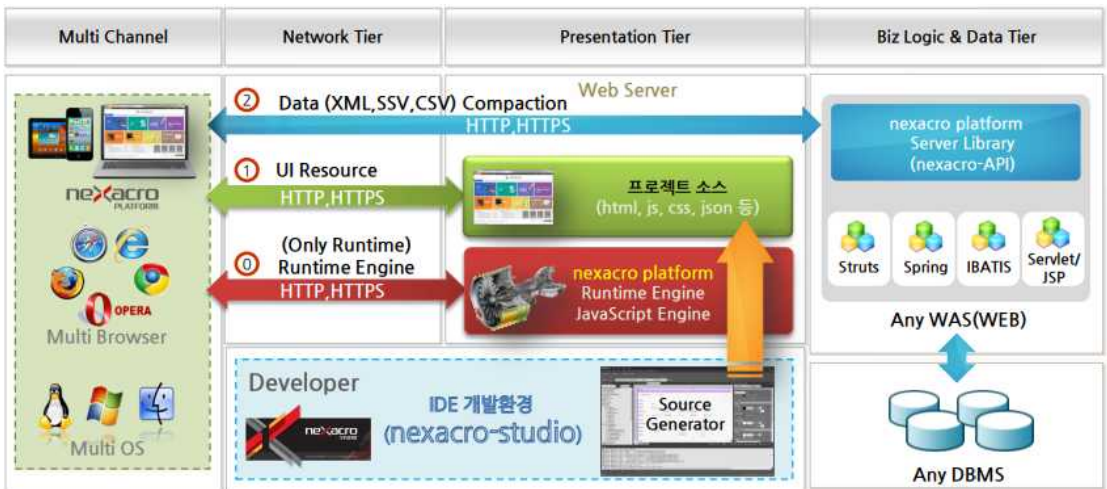 Multi Channel
Network Tier
Presentation Tier
Biz Logic & Data Tier
② Data (XML,SSV,CSV) Compaction
Web Server
HTTP,HTTPS
① UI Resource
HTTP,HTTPS
프로젝트 소스
(html, js, css, json 등)
(Only Runtime)
⓪ Runtime Engine
HTTP,HTTPS
nexacro platform
Runtime Engine
JavaScript Engine
nexacro
PLATFORM
OPERA
Multi Browser
Multi OS
Developer
nexacro
IDE 개발환경
(nexacro-studio)
Source
Generator
nexacro platform
Server Library
(nexacro-API)
Struts
Spring
IBATIS
Servlet/
JSP
Any WAS(WEB)
Any DBMS